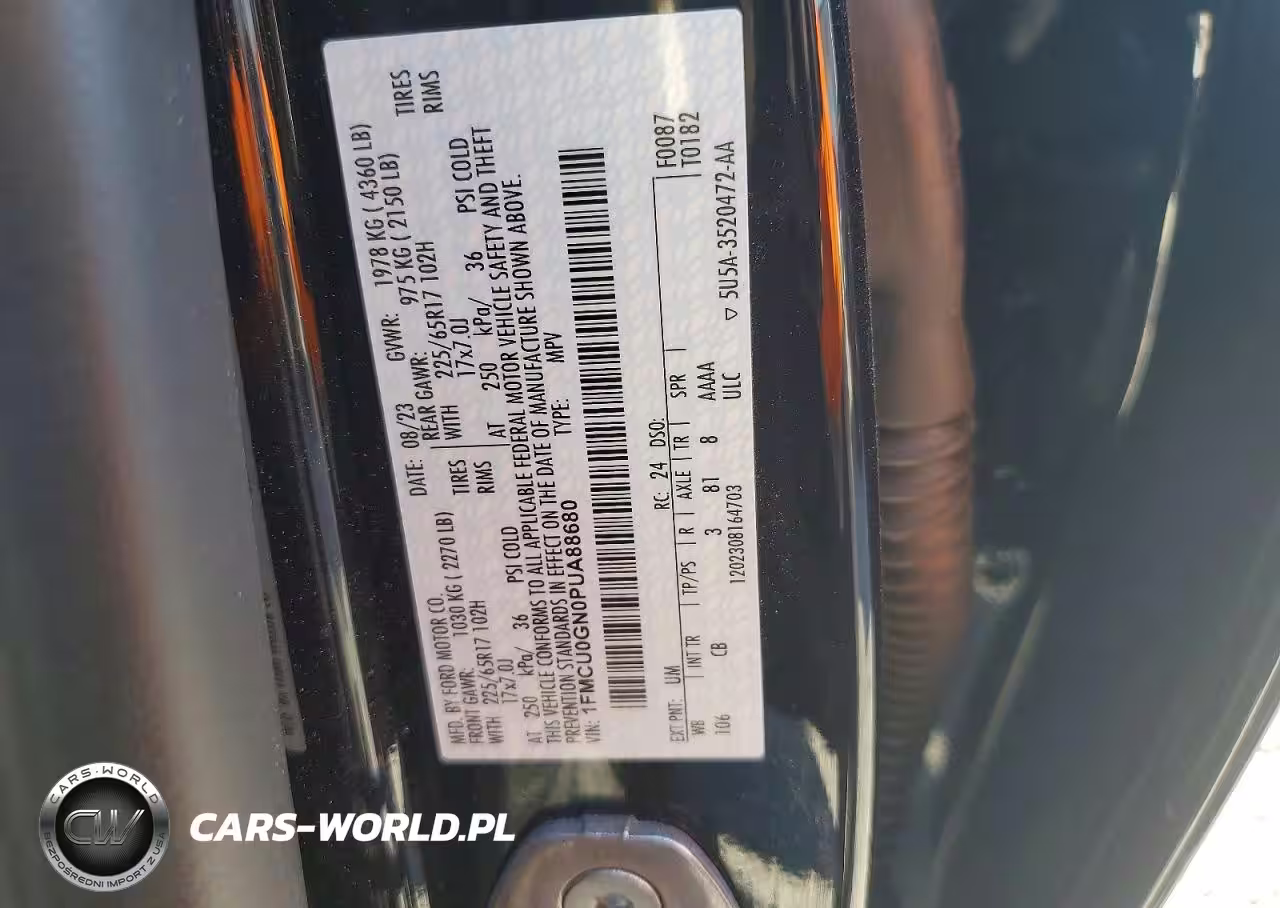 MFD. BY FORD MOTOR CO. DATE: 08/23 GVWR: 1978 KG ( 4360 LB)
FRONT GAWR: 1030 KG ( 2270 LB) REAR GAWR: 975 KG ( 2150 LB)
WITH 225/65R17 102H TIRES WITH 225/65R17 102H TIRES
17x7.0J RIMS 17x7.0J RIMS
AT 250 kPa/ 36 PSI COLD AT 250 kPa/ 36 PSI COLD
THIS VEHICLE CONFORMS TO ALL APPLICABLE FEDERAL MOTOR VEHICLE SAFETY AND THEFT
PREVENTION STANDARDS IN EFFECT ON THE DATE OF MANUFACTURE SHOWN ABOVE.
VIN: 1FMCU0GN0PUA88680 TYPE: MPV
EXT PNT: UM RC: 24 DSO: F0087
WB INT TR TP/PS R AXLE TR SPR T01B2
106 CB 3 81 8 AAAA
1202308164703 ULC ▽ 5U5A-3520472-AA
CARS-WORLD
CW
BEZPOŚREDNI IMPORT Z USA
CARS-WORLD.PL